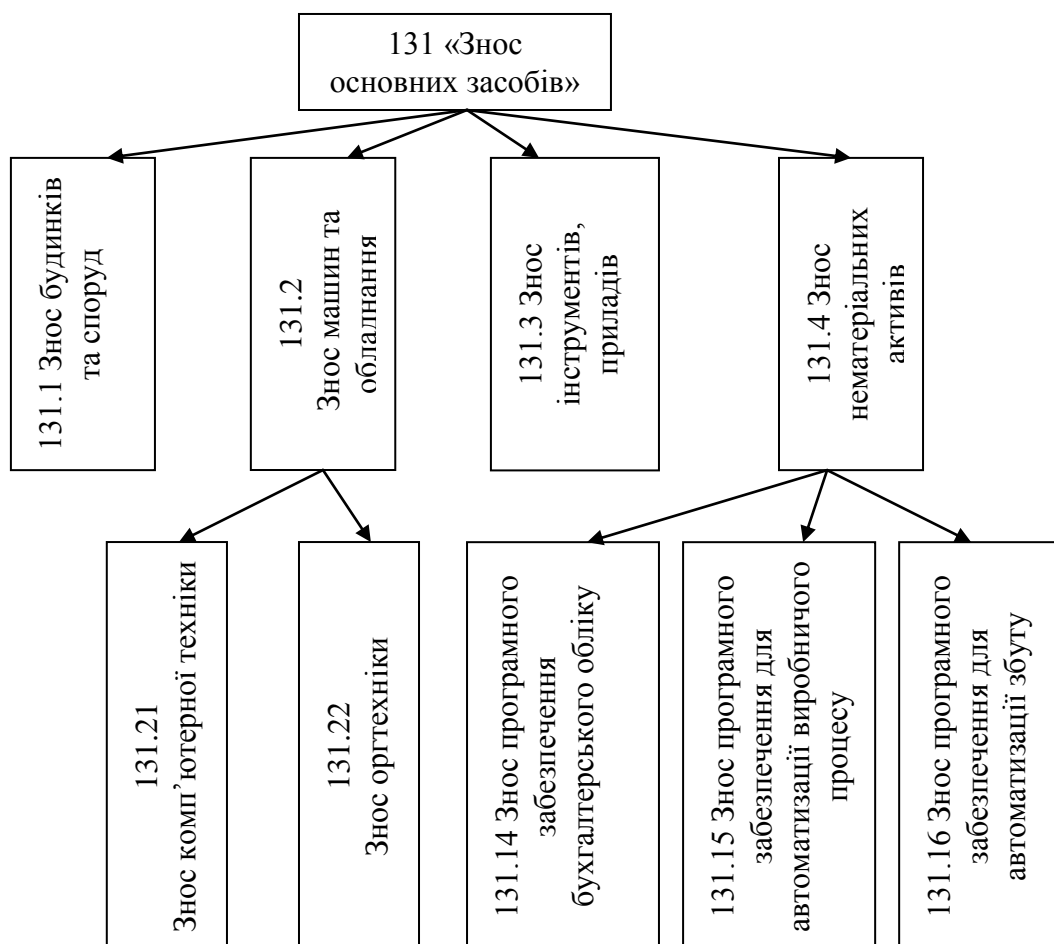 131 «Знос
основних засобів»
131.1 Знос будинків
та споруд
131.2
Знос машин та
обладнання
131.3 Знос
інструментів,
приладів
131.4 Знос
нематеріальних
активів
131.21
Знос комп’ютерної техніки
131.22
Знос оргтехніки
131.14 Знос програмного
забезпечення
бухгалтерського обліку
131.15 Знос програмного
забезпечення для
автоматизації виробничого
процесу
131.16 Знос програмного
забезпечення для
автоматизації збуту